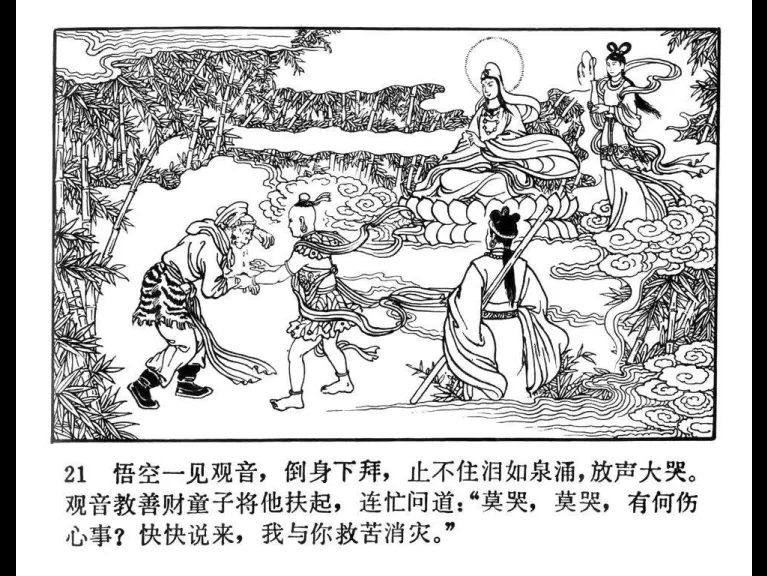 21 悟空一见观音，倒身下拜，止不住泪如泉涌，放声大哭。
观音教善财童子将他扶起，连忙问道：“莫哭，莫哭，有何伤
心事？快快说来，我与你救苦消灾。”